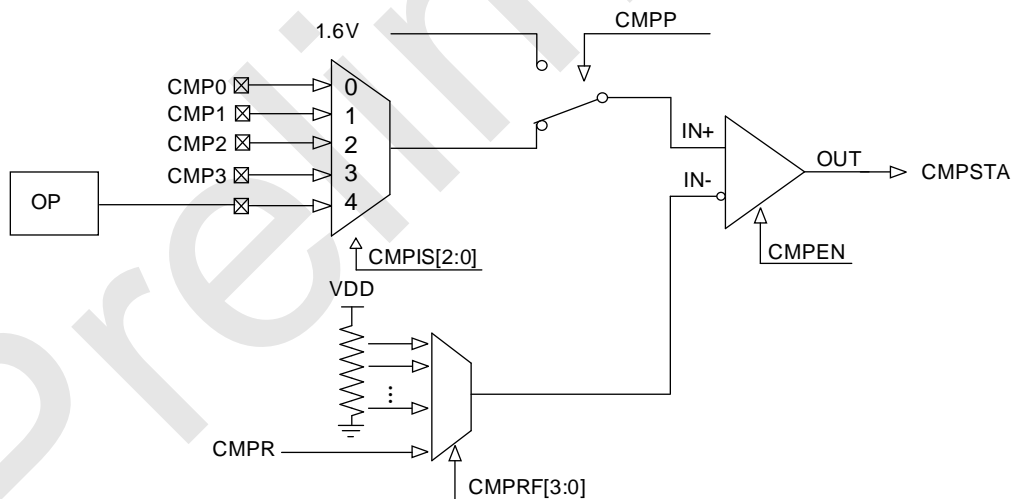 CMPP
1.6V
CMP0
0
CMP1
1
CMP2
2
CMP3
3
OP
4
IN+
IN-
OUT
CMPSTA
CMPEN
CMPIS[2:0]
VDD
...
CMPR
CMPRF[3:0]
Prelim